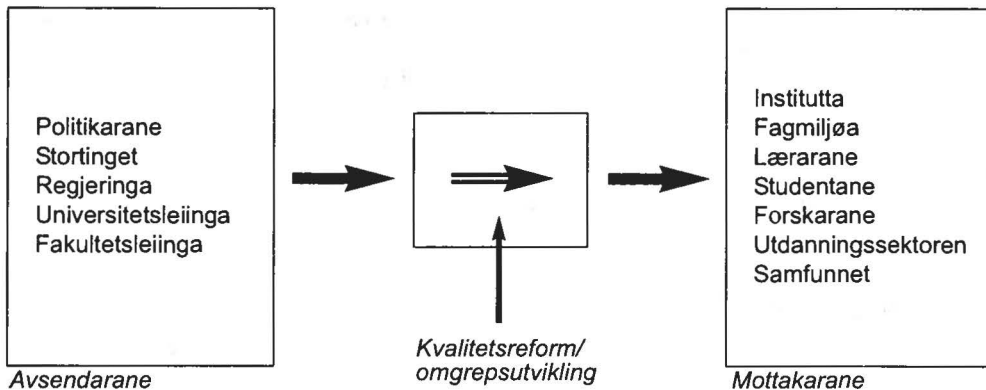 Politikarane
Stortinget
Regjeringa
Universitetsleiinga
Fakultetsleiinga
Avsendarane
Kvalitetsreform/
omgrepsutvikling
Institutta
Fagmiljøa
Lærarane
Studentane
Forskarane
Utdanningssektoren
Samfunnet
Mottakarane